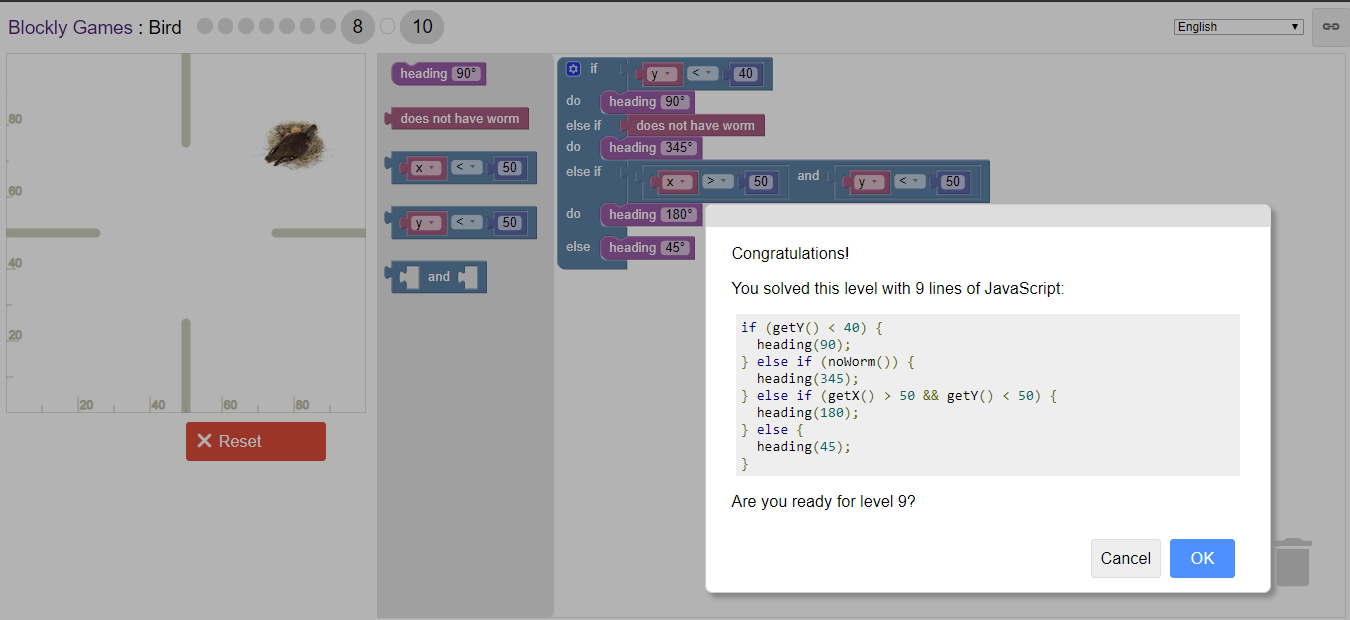 Blockly Games : Bird
8
10
English
80
60
40
20
20
40
60
80
Reset
heading 90°
does not have worm
x < 50
y < 50
and
if y < 40
do heading 90°
else if does not have worm
do heading 345°
else if x > 50 and y < 50
do heading 180°
else heading 45°
Congratulations!
You solved this level with 9 lines of JavaScript:
if (getY() < 40) {
  heading(90);
} else if (noWorm()) {
  heading(345);
} else if (getX() > 50 && getY() < 50) {
  heading(180);
} else {
  heading(45);
}
Are you ready for level 9?
Cancel
OK